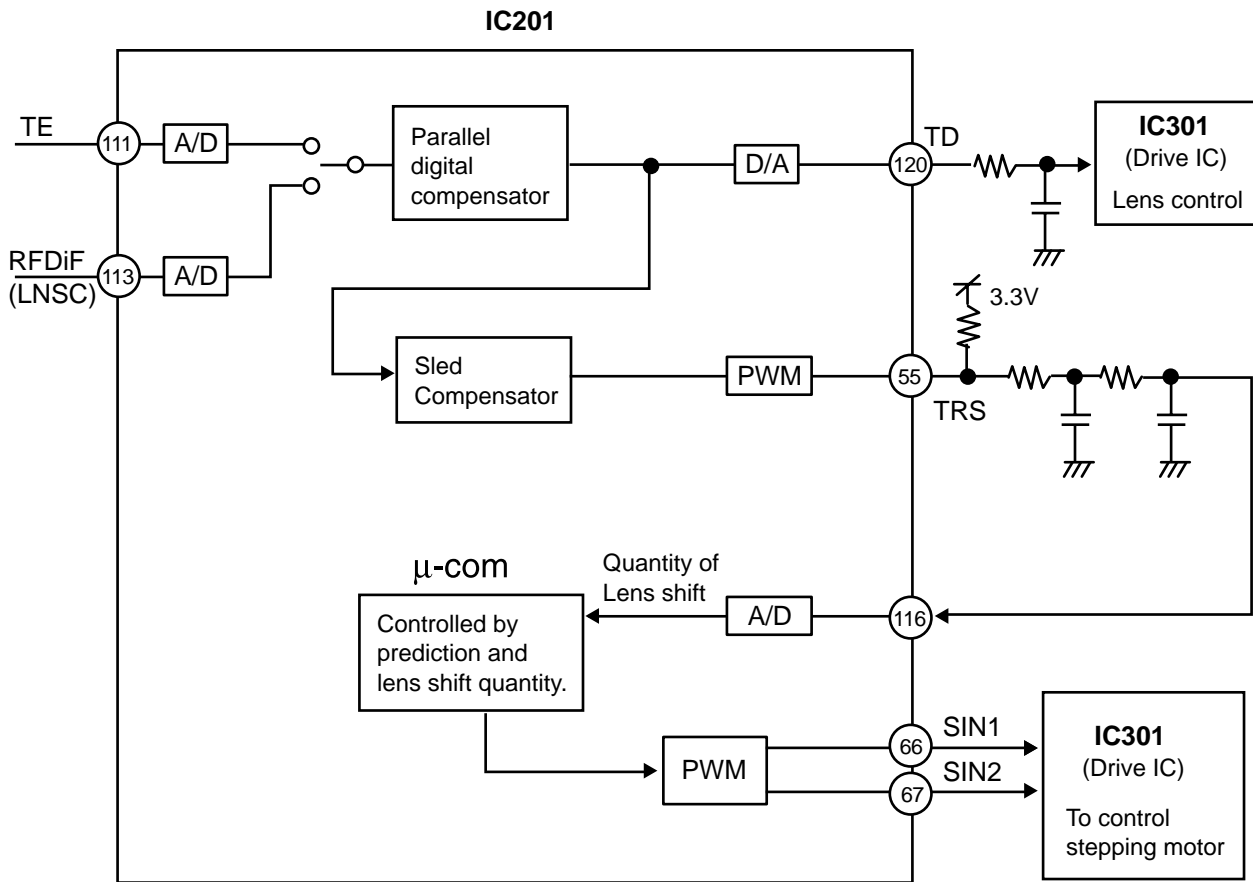 IC201
TE
111
A/D
Parallel
digital
compensator
D/A
120
TD
IC301
(Drive IC)
Lens control
RFDiF
(LNSC)
113
A/D
3.3V
Sled
Compensator
PWM
55
TRS
μ-com
Quantity of
Lens shift
Controlled by
prediction and
lens shift quantity.
A/D
116
PWM
66
SIN1
67
SIN2
IC301
(Drive IC)
To control
stepping motor